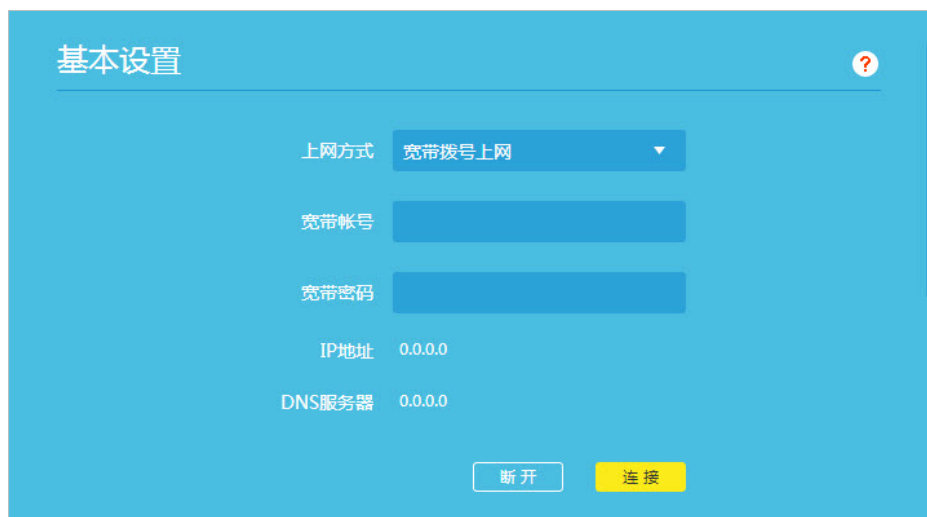 基本设置
?
上网方式 宽带拨号上网
宽带帐号
宽带密码
IP地址 0.0.0.0
DNS服务器 0.0.0.0
断开 连接